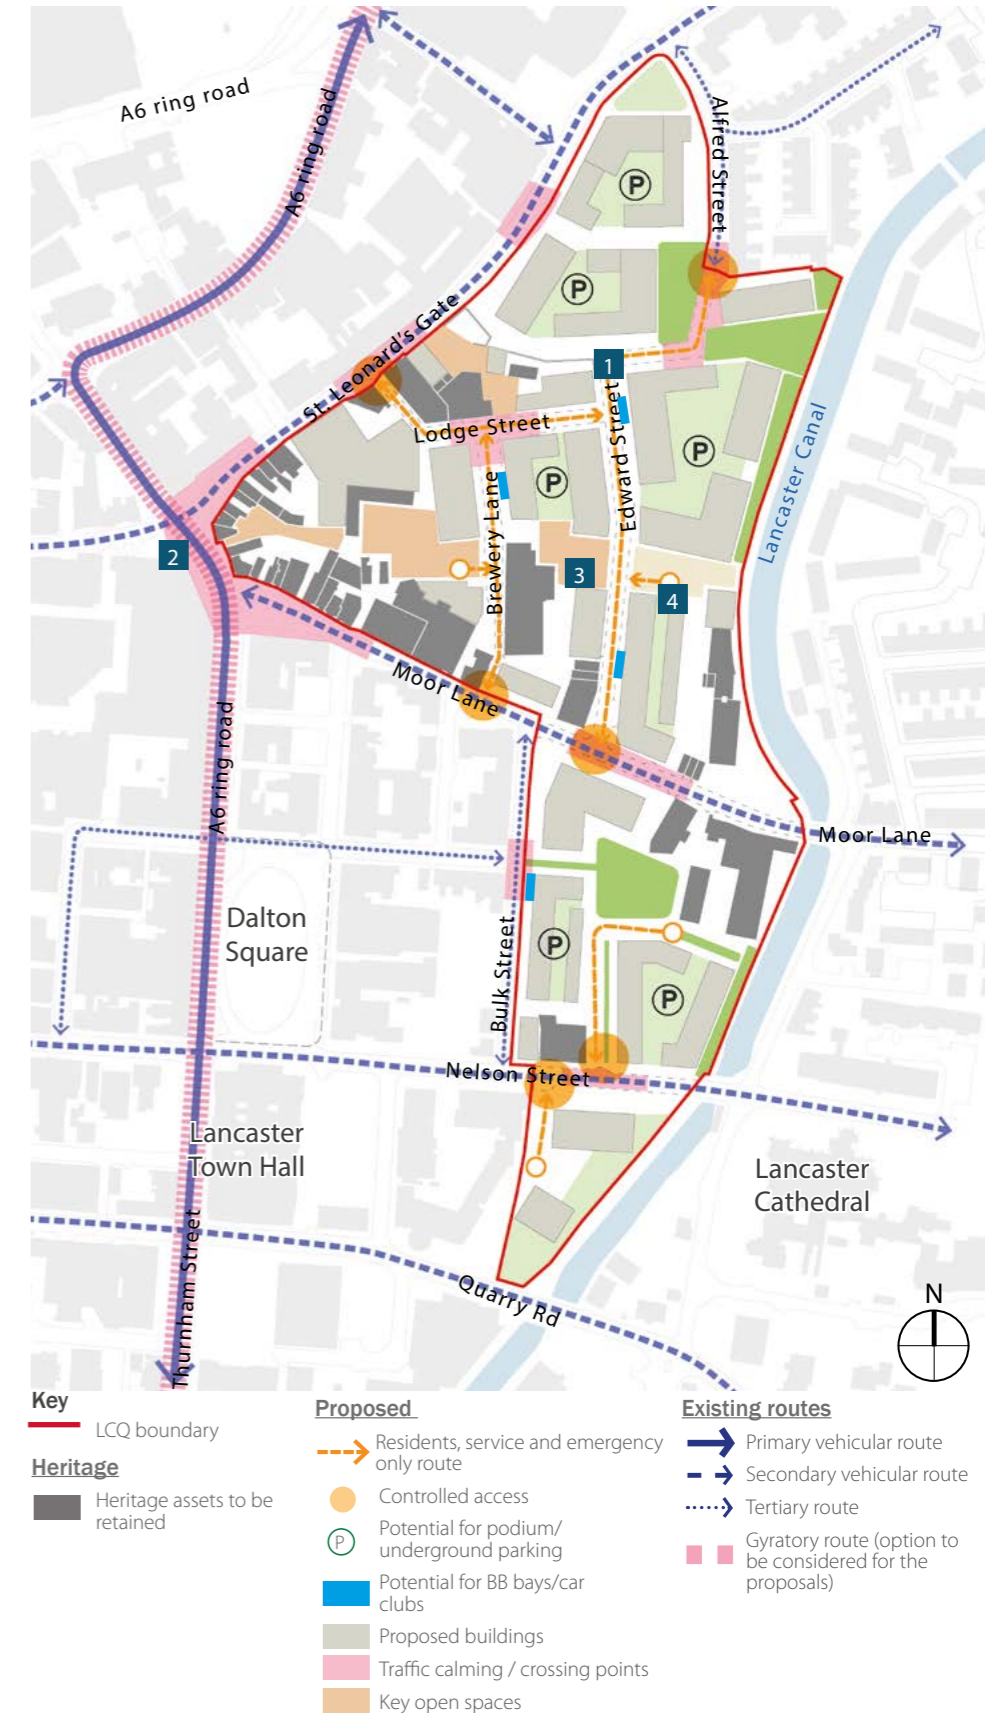 A6 ring road
A6 ring road
Alfred Street
P
P
St. Leonard's Gate
1
Lodge Street
Edward Street
P
P
Lancaster Canal
Brewery Lane
2
3
4
Moor Lane
A6 ring road
Moor Lane
Dalton
Square
Bulk Street
P
P
Nelson Street
Lancaster
Town Hall
Lancaster
Cathedral
Thurnham Street
Quarry Rd
N
Key
LCQ boundary
Heritage
Heritage assets to be
retained
Proposed
Residents, service and emergency
only route
Controlled access
P
Potential for podium/
underground parking
Potential for BB bays/car
clubs
Proposed buildings
Traffic calming / crossing points
Key open spaces
Existing routes
Primary vehicular route
Secondary vehicular route
Tertiary route
Gyratory route (option to
be considered for the
proposals)